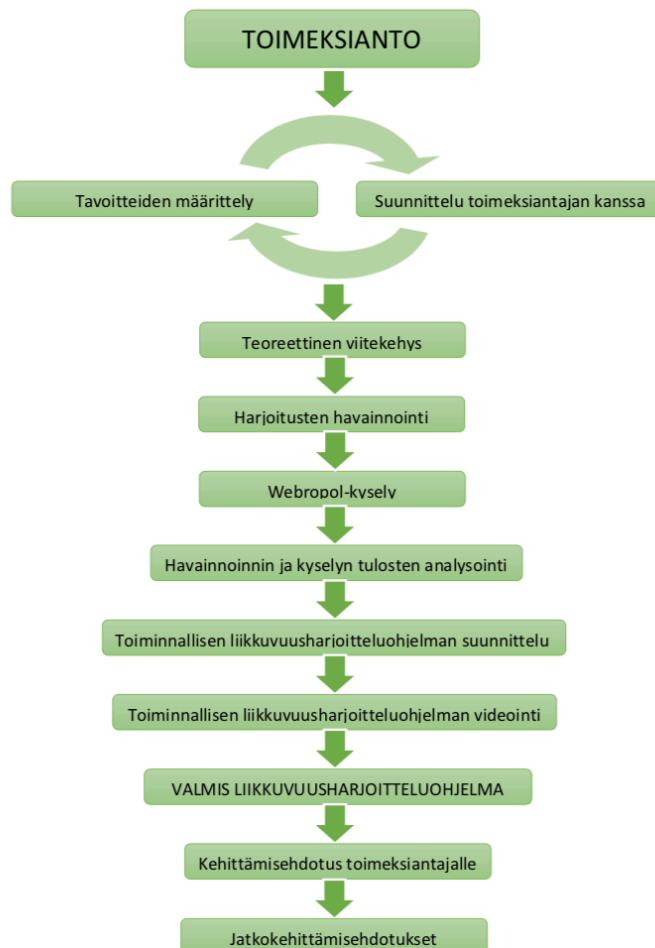 TOIMEKSIANTO
Tavoitteiden määrittely
Suunnittelu toimeksiantajan kanssa
Teoreettinen viitekehys
Harjoitusten havainnointi
Webropol-kysely
Havainnoinnin ja kyselyn tulosten analysointi
Toiminnallisen liikkuvuusharjoitteluohjelman suunnittelu
Toiminnallisen liikkuvuusharjoitteluohjelman videointi
VALMIS LIIKKUVUUSHARJOITTELUOHJELMA
Kehittämisehdotus toimeksiantajalle
Jatkokehittämisehdotukset